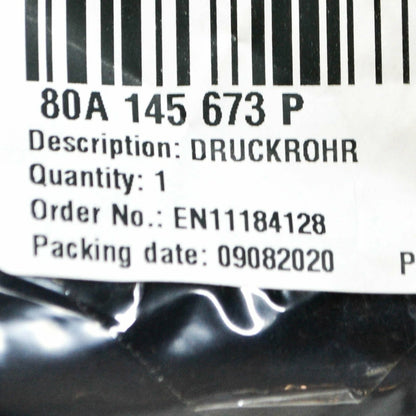 80A 145 673 P
Description: DRUCKROHR
Quantity: 1
Order No.: EN11184128
Packing date: 09082020
P